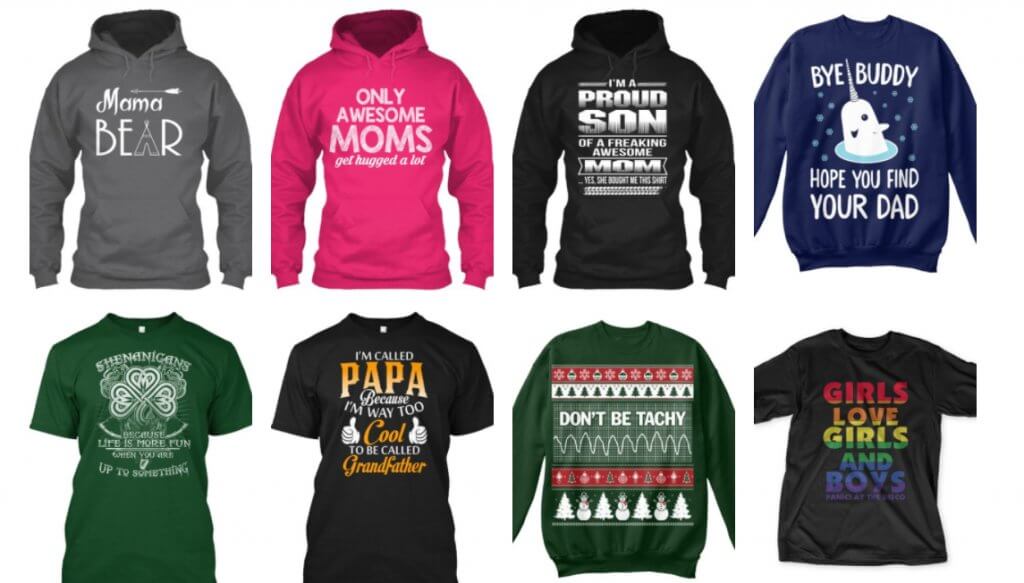 Mama
BEAR
ONLY
AWESOME
MOMS
get hugged a lot
I'M A
PROUD
SON
OF A FREAKING
AWESOME
MOM
... YES, SHE BOUGHT ME THIS SHIRT
BYE BUDDY
HOPE YOU FIND
YOUR DAD
SHENANIGANS
BECAUSE
LIFE IS MORE FUN
WHEN YOU ARE
UP TO SOMETHING
I'M CALLED
PAPA
Because
I'M WAY TOO
Cool
TO BE CALLED
Grandfather
DON'T BE TACHY
GIRLS
LOVE
GIRLS
AND
BOYS
PANIC! AT THE DISCO